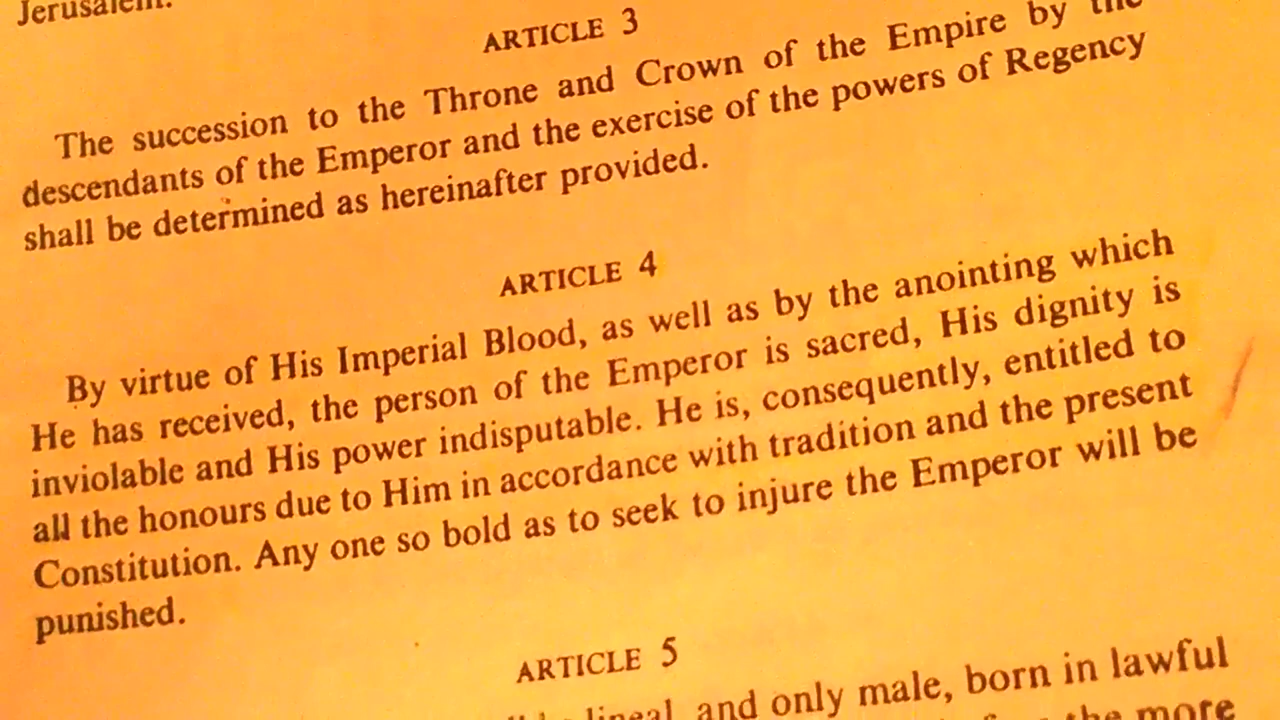 Jerusalem.
ARTICLE 3
The succession to the Throne and Crown of the Empire by the
descendants of the Emperor and the exercise of the powers of Regency
shall be determined as hereinafter provided.
ARTICLE 4
By virtue of His Imperial Blood, as well as by the anointing which
He has received, the person of the Emperor is sacred, His dignity is
inviolable and His power indisputable. He is, consequently, entitled to
all the honours due to Him in accordance with tradition and the present
Constitution. Any one so bold as to seek to injure the Emperor will be
punished.
ARTICLE 5
lineal, and only male, born in lawful
the more